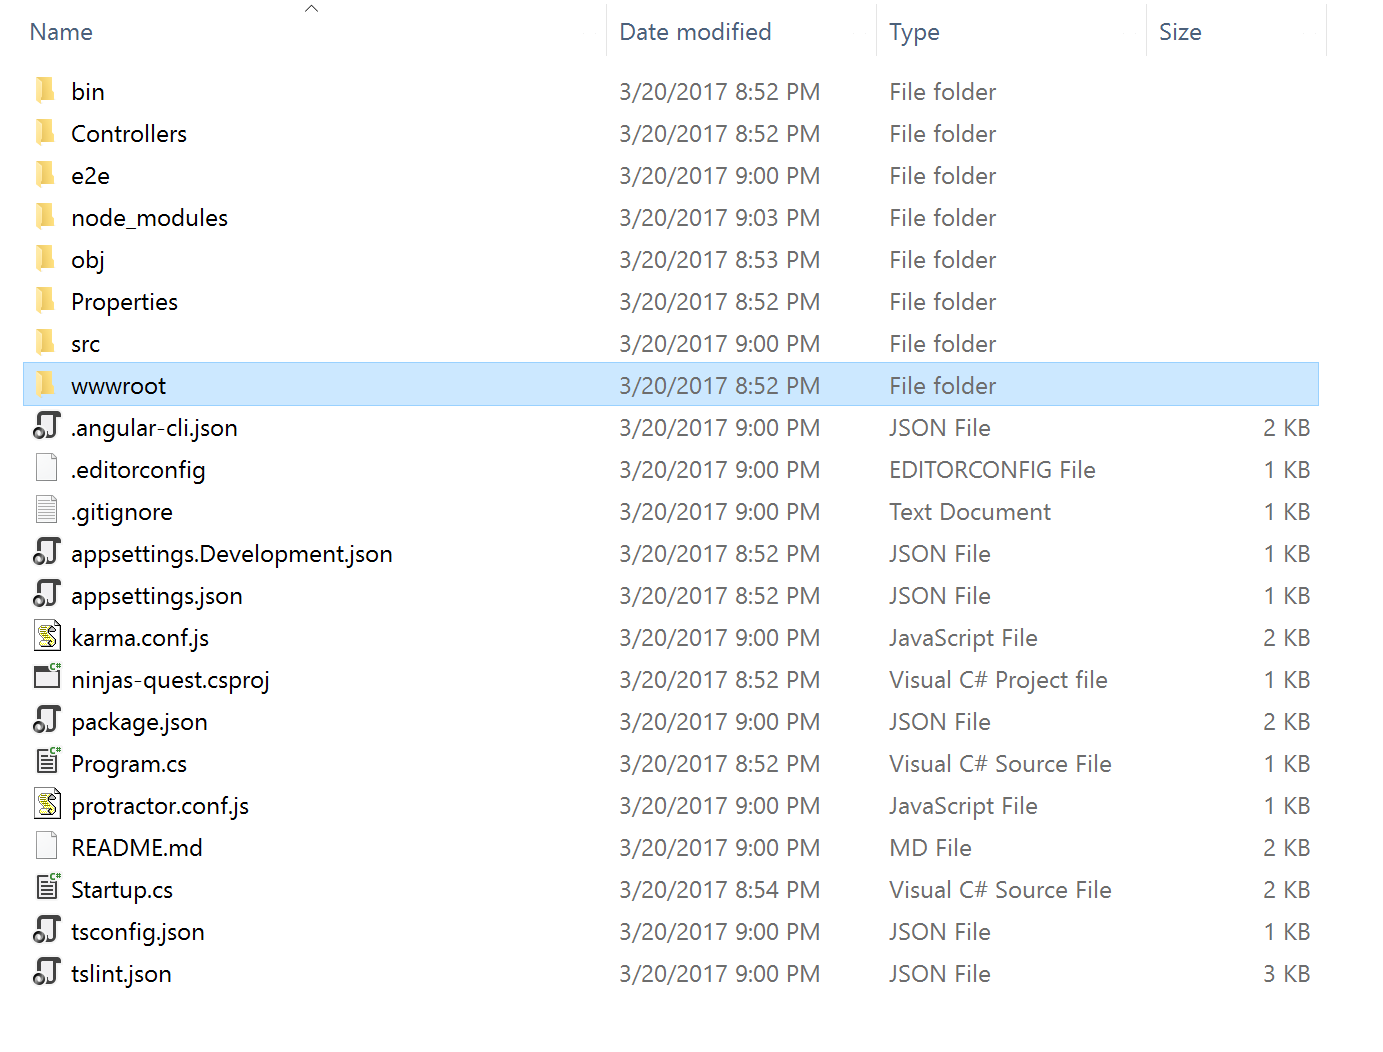 Name Date modified Type Size
bin 3/20/2017 8:52 PM File folder
Controllers 3/20/2017 8:52 PM File folder
e2e 3/20/2017 9:00 PM File folder
node_modules 3/20/2017 9:03 PM File folder
obj 3/20/2017 8:53 PM File folder
Properties 3/20/2017 8:52 PM File folder
src 3/20/2017 9:00 PM File folder
wwwroot 3/20/2017 8:52 PM File folder
.angular-cli.json 3/20/2017 9:00 PM JSON File 2 KB
.editorconfig 3/20/2017 9:00 PM EDITORCONFIG File 1 KB
.gitignore 3/20/2017 9:00 PM Text Document 1 KB
appsettings.Development.json 3/20/2017 8:52 PM JSON File 1 KB
appsettings.json 3/20/2017 8:52 PM JSON File 1 KB
karma.conf.js 3/20/2017 9:00 PM JavaScript File 2 KB
ninjas-quest.csproj 3/20/2017 8:52 PM Visual C# Project file 1 KB
package.json 3/20/2017 9:00 PM JSON File 2 KB
Program.cs 3/20/2017 8:52 PM Visual C# Source File 1 KB
protractor.conf.js 3/20/2017 9:00 PM JavaScript File 1 KB
README.md 3/20/2017 9:00 PM MD File 2 KB
Startup.cs 3/20/2017 8:54 PM Visual C# Source File 2 KB
tsconfig.json 3/20/2017 9:00 PM JSON File 1 KB
tslint.json 3/20/2017 9:00 PM JSON File 3 KB